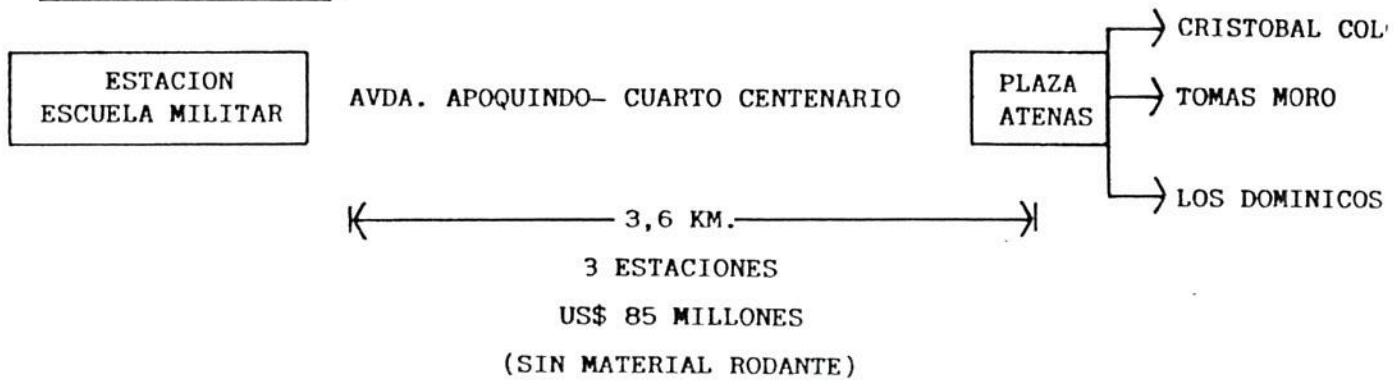 ESTACION
ESCUELA MILITAR
AVDA. APOQUINDO- CUARTO CENTENARIO
PLAZA
ATENAS
CRISTOBAL COL
TOMAS MORO
LOS DOMINICOS
3,6 KM.
3 ESTACIONES
US$ 85 MILLONES
(SIN MATERIAL RODANTE)